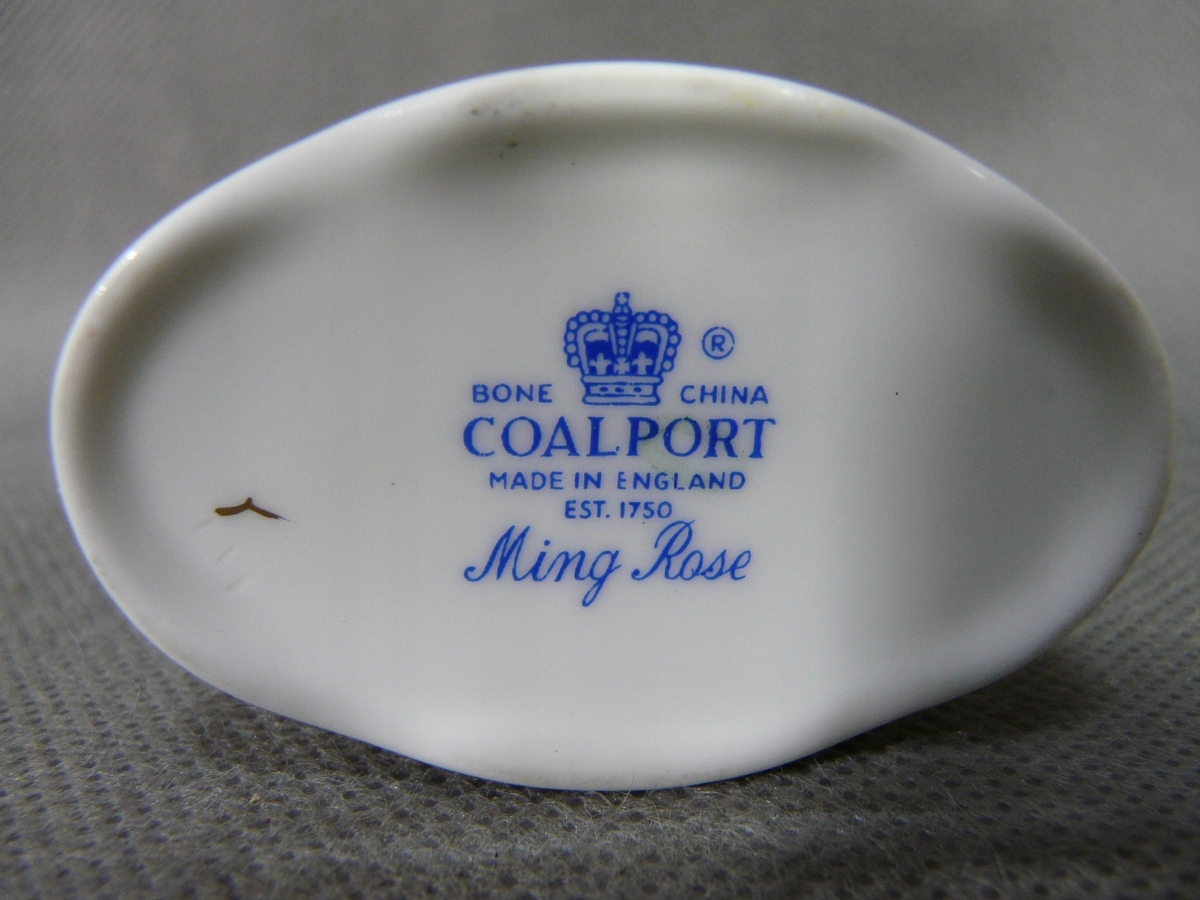 ®
BONE CHINA
COALPORT
MADE IN ENGLAND
EST. 1750
Ming Rose